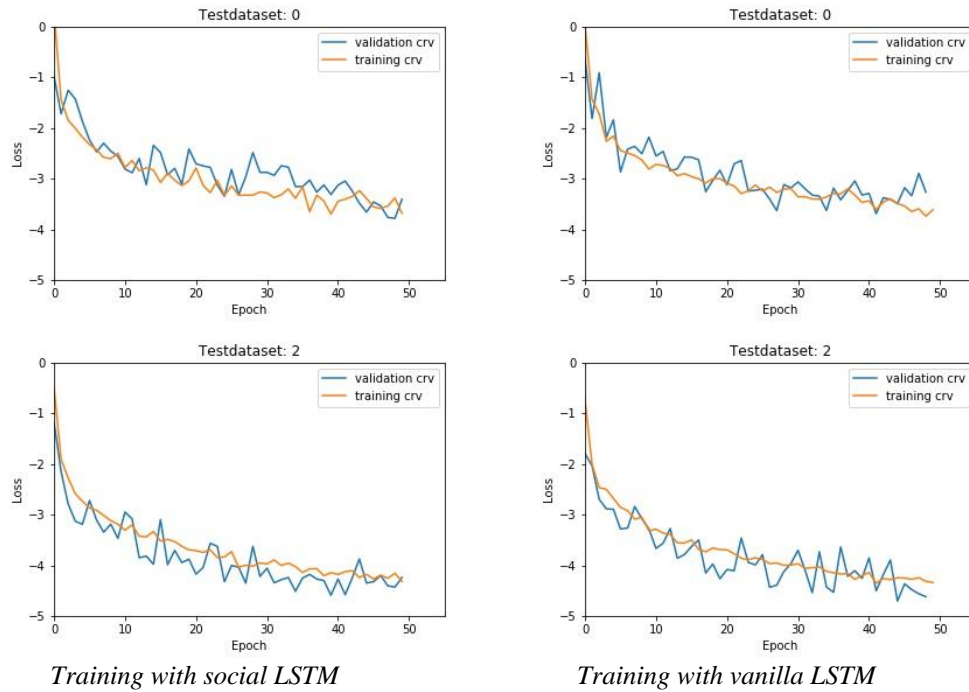 Testdataset: 0
validation crv
training crv
Loss
0
−1
−2
−3
−4
−5
0 10 20 30 40 50
Epoch
Testdataset: 0
validation crv
training crv
Loss
0
−1
−2
−3
−4
−5
0 10 20 30 40 50
Epoch
Testdataset: 2
validation crv
training crv
Loss
0
−1
−2
−3
−4
−5
0 10 20 30 40 50
Epoch
Testdataset: 2
validation crv
training crv
Loss
0
−1
−2
−3
−4
−5
0 10 20 30 40 50
Epoch
Training with social LSTM
Training with vanilla LSTM